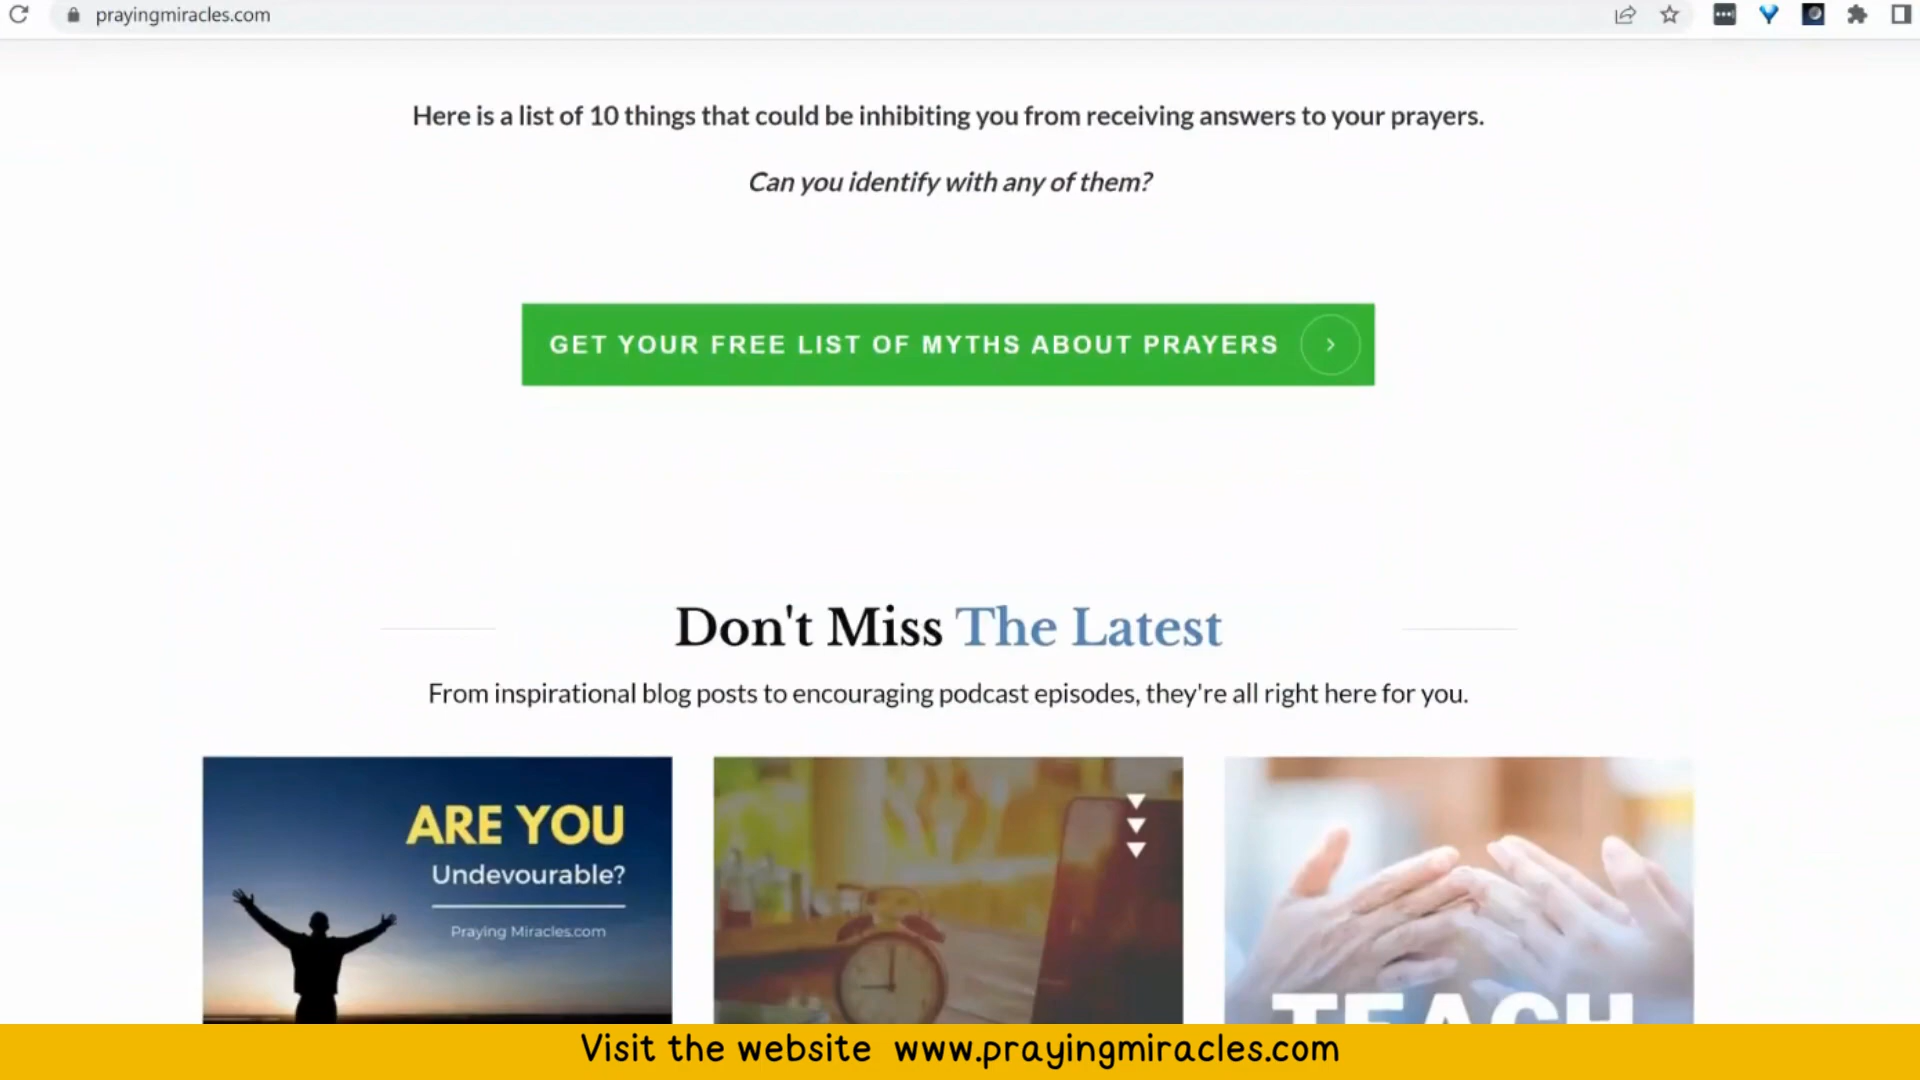 prayingmiracles.com
Here is a list of 10 things that could be inhibiting you from receiving answers to your prayers.
Can you identify with any of them?
GET YOUR FREE LIST OF MYTHS ABOUT PRAYERS
Don't Miss The Latest
From inspirational blog posts to encouraging podcast episodes, they're all right here for you.
ARE YOU
Undevourable?
Praying Miracles.com
TEACH
Visit the website www.prayingmiracles.com